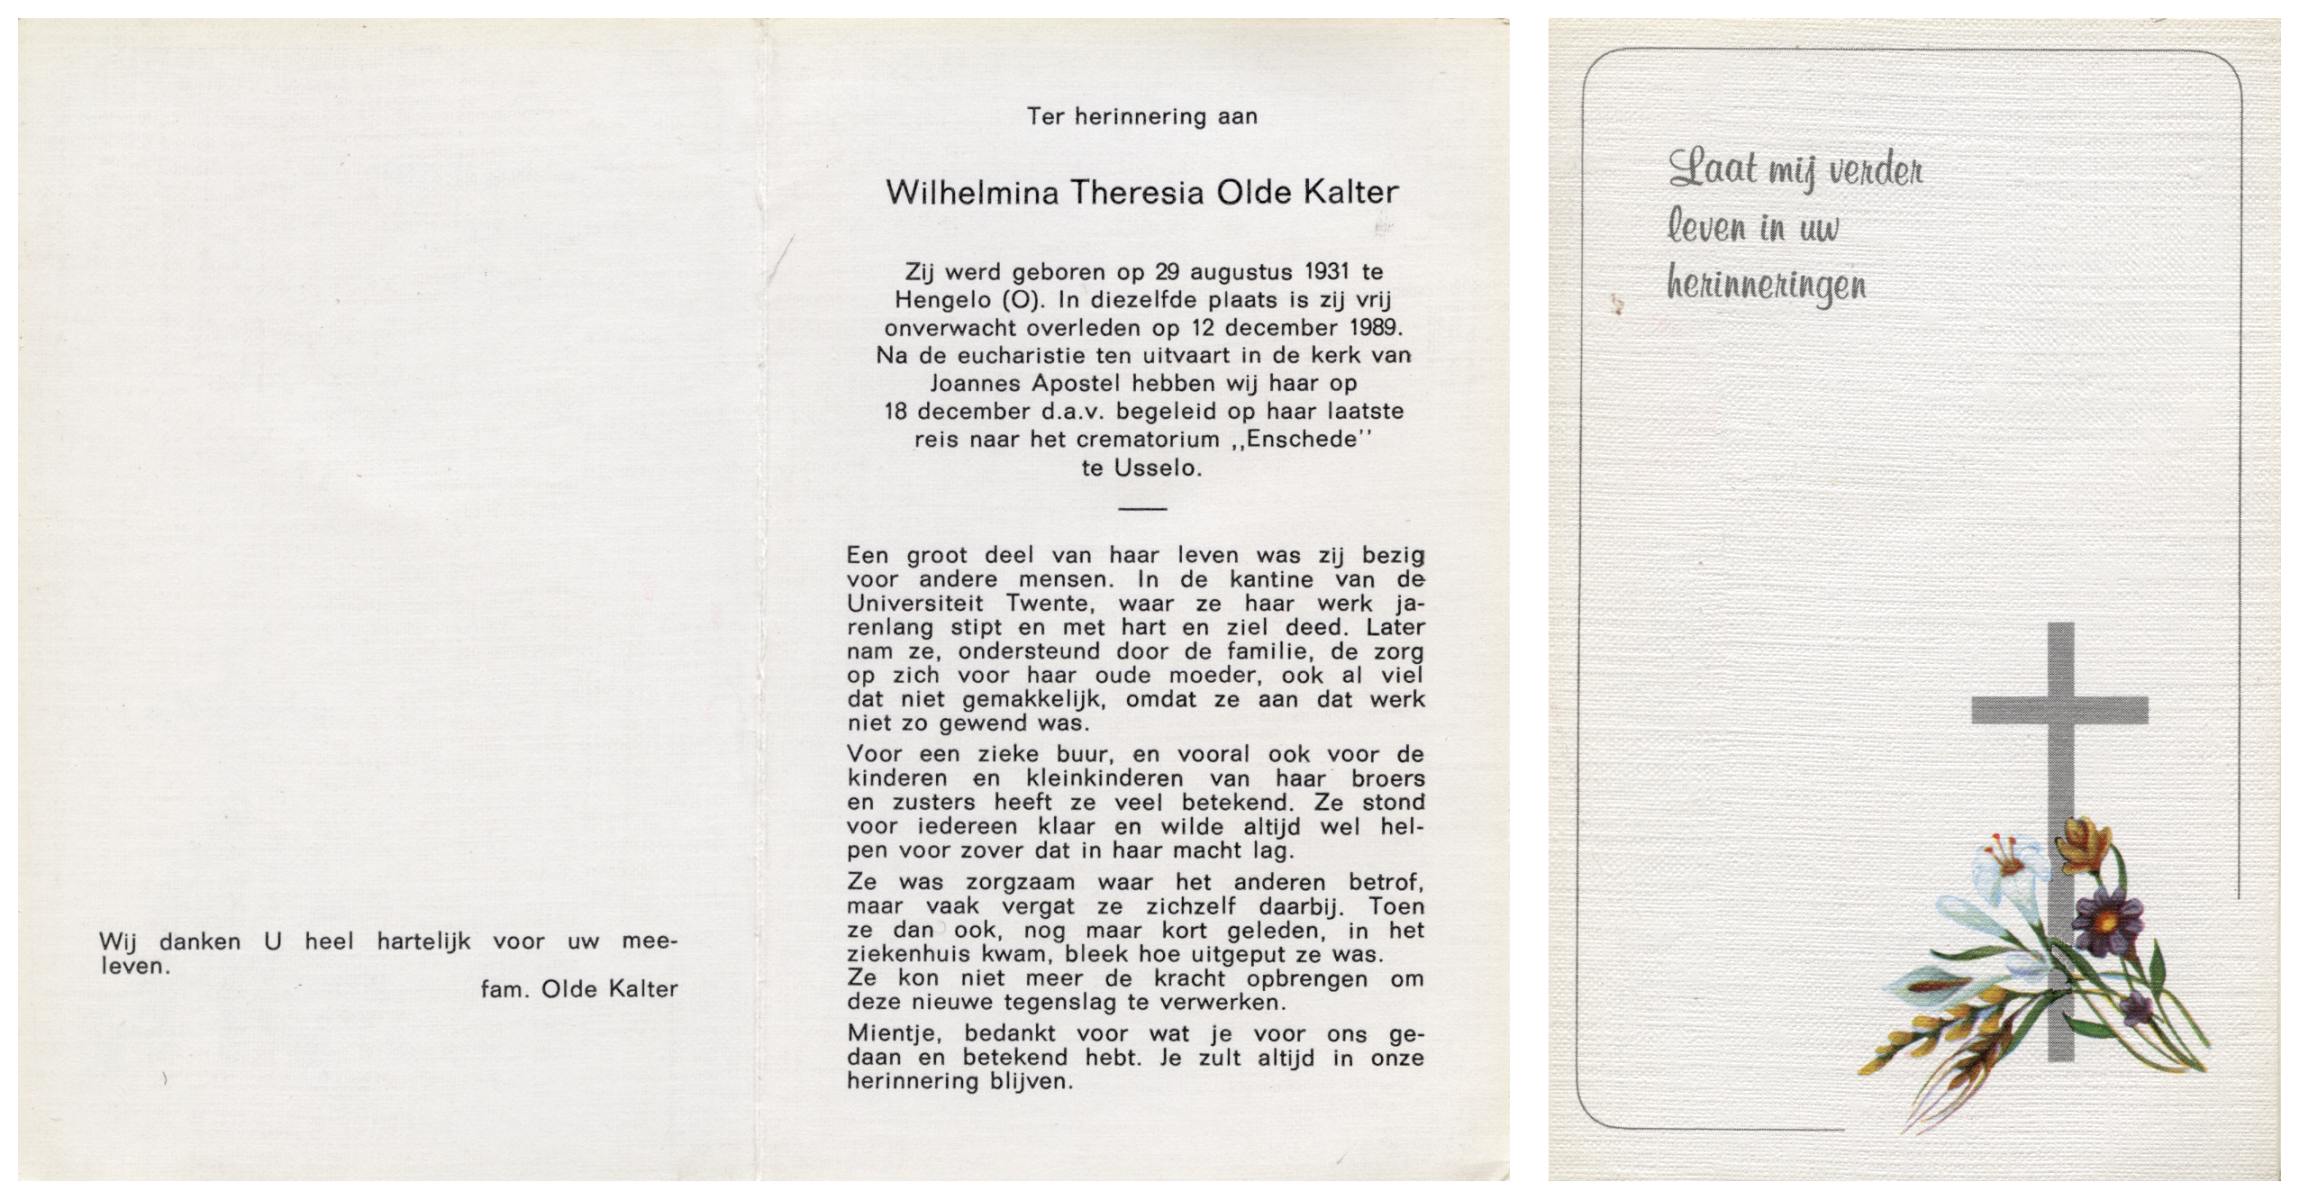 Wij danken U heel hartelijk voor uw mee-
leven.
fam. Olde Kalter
Ter herinnering aan
Wilhelmina Theresia Olde Kalter
Zij werd geboren op 29 augustus 1931 te
Hengelo (O). In diezelfde plaats is zij vrij
onverwacht overleden op 12 december 1989.
Na de eucharistie ten uitvaart in de kerk van
Joannes Apostel hebben wij haar op
18 december d.a.v. begeleid op haar laatste
reis naar het crematorium ,,Enschede''
te Usselo.
Een groot deel van haar leven was zij bezig
voor andere mensen. In de kantine van de
Universiteit Twente, waar ze haar werk ja-
renlang stipt en met hart en ziel deed. Later
nam ze, ondersteund door de familie, de zorg
op zich voor haar oude moeder, ook al viel
dat niet gemakkelijk, omdat ze aan dat werk
niet zo gewend was.
Voor een zieke buur, en vooral ook voor de
kinderen en kleinkinderen van haar broers
en zusters heeft ze veel betekend. Ze stond
voor iedereen klaar en wilde altijd wel hel-
pen voor zover dat in haar macht lag.
Ze was zorgzaam waar het anderen betrof,
maar vaak vergat ze zichzelf daarbij. Toen
ze dan ook, nog maar kort geleden, in het
ziekenhuis kwam, bleek hoe uitgeput ze was.
Ze kon niet meer de kracht opbrengen om
deze nieuwe tegenslag te verwerken.
Mientje, bedankt voor wat je voor ons ge-
daan en betekend hebt. Je zult altijd in onze
herinnering blijven.
Laat mij verder
leven in uw
herinneringen